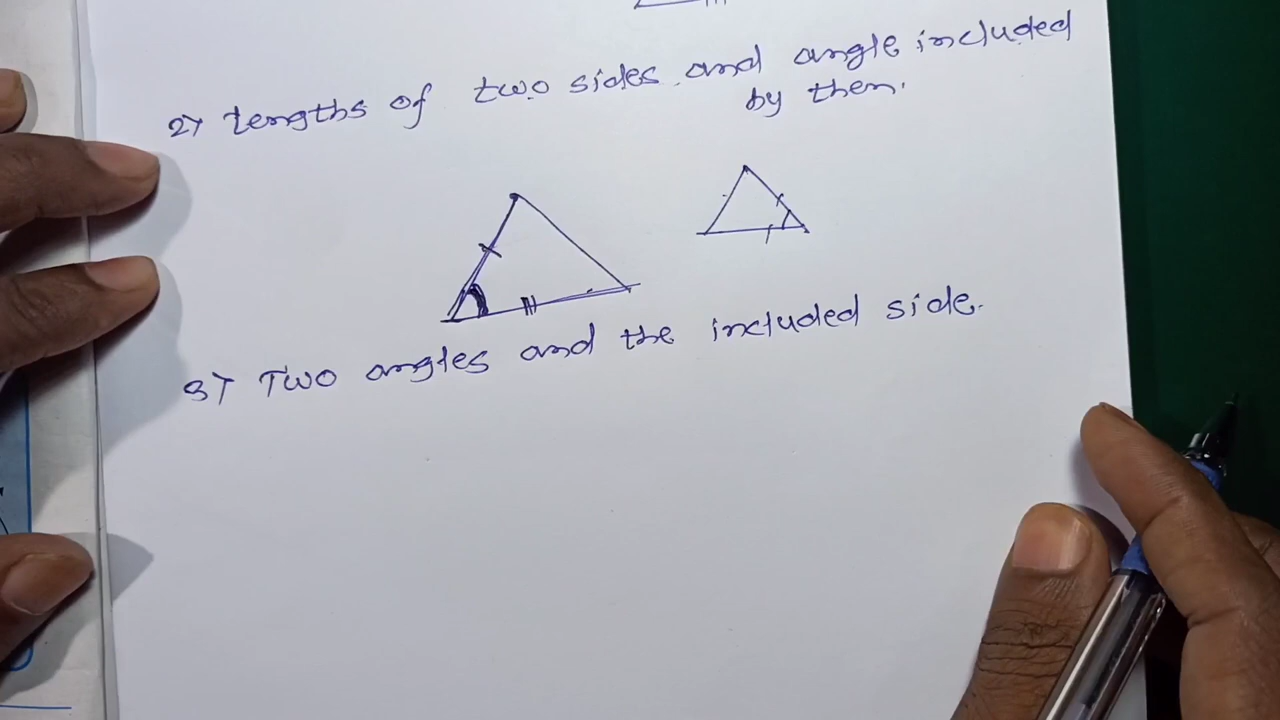 2) lengths of two sides and angle included
by them.
3) Two angles and the included side.